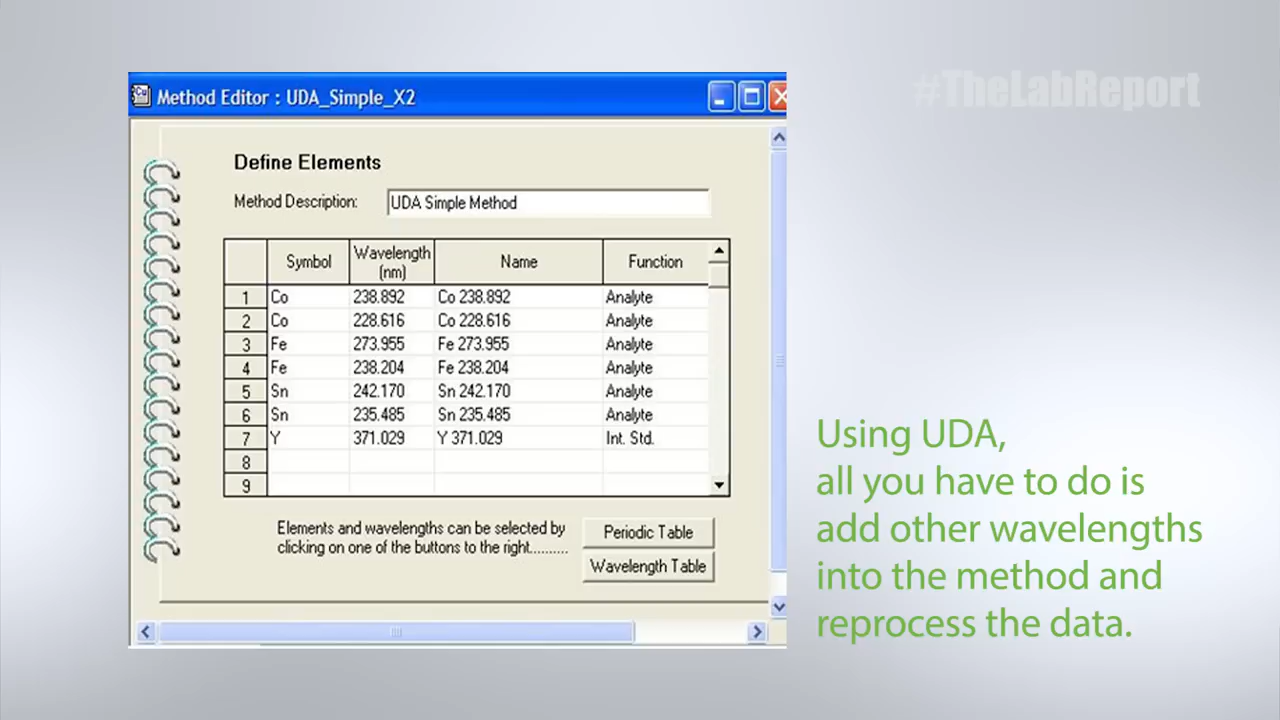 #TheLabReport
Method Editor : UDA_Simple_X2
Define Elements
Method Description: UDA Simple Method
Symbol Wavelength (nm) Name Function
1 Co 238.892 Co 238.892 Analyte
2 Co 228.616 Co 228.616 Analyte
3 Fe 273.955 Fe 273.955 Analyte
4 Fe 238.204 Fe 238.204 Analyte
5 Sn 242.170 Sn 242.170 Analyte
6 Sn 235.485 Sn 235.485 Analyte
7 Y 371.029 Y 371.029 Int. Std.
8
9
Elements and wavelengths can be selected by
clicking on one of the buttons to the right..........
Periodic Table
Wavelength Table
Using UDA,
all you have to do is
add other wavelengths
into the method and
reprocess the data.